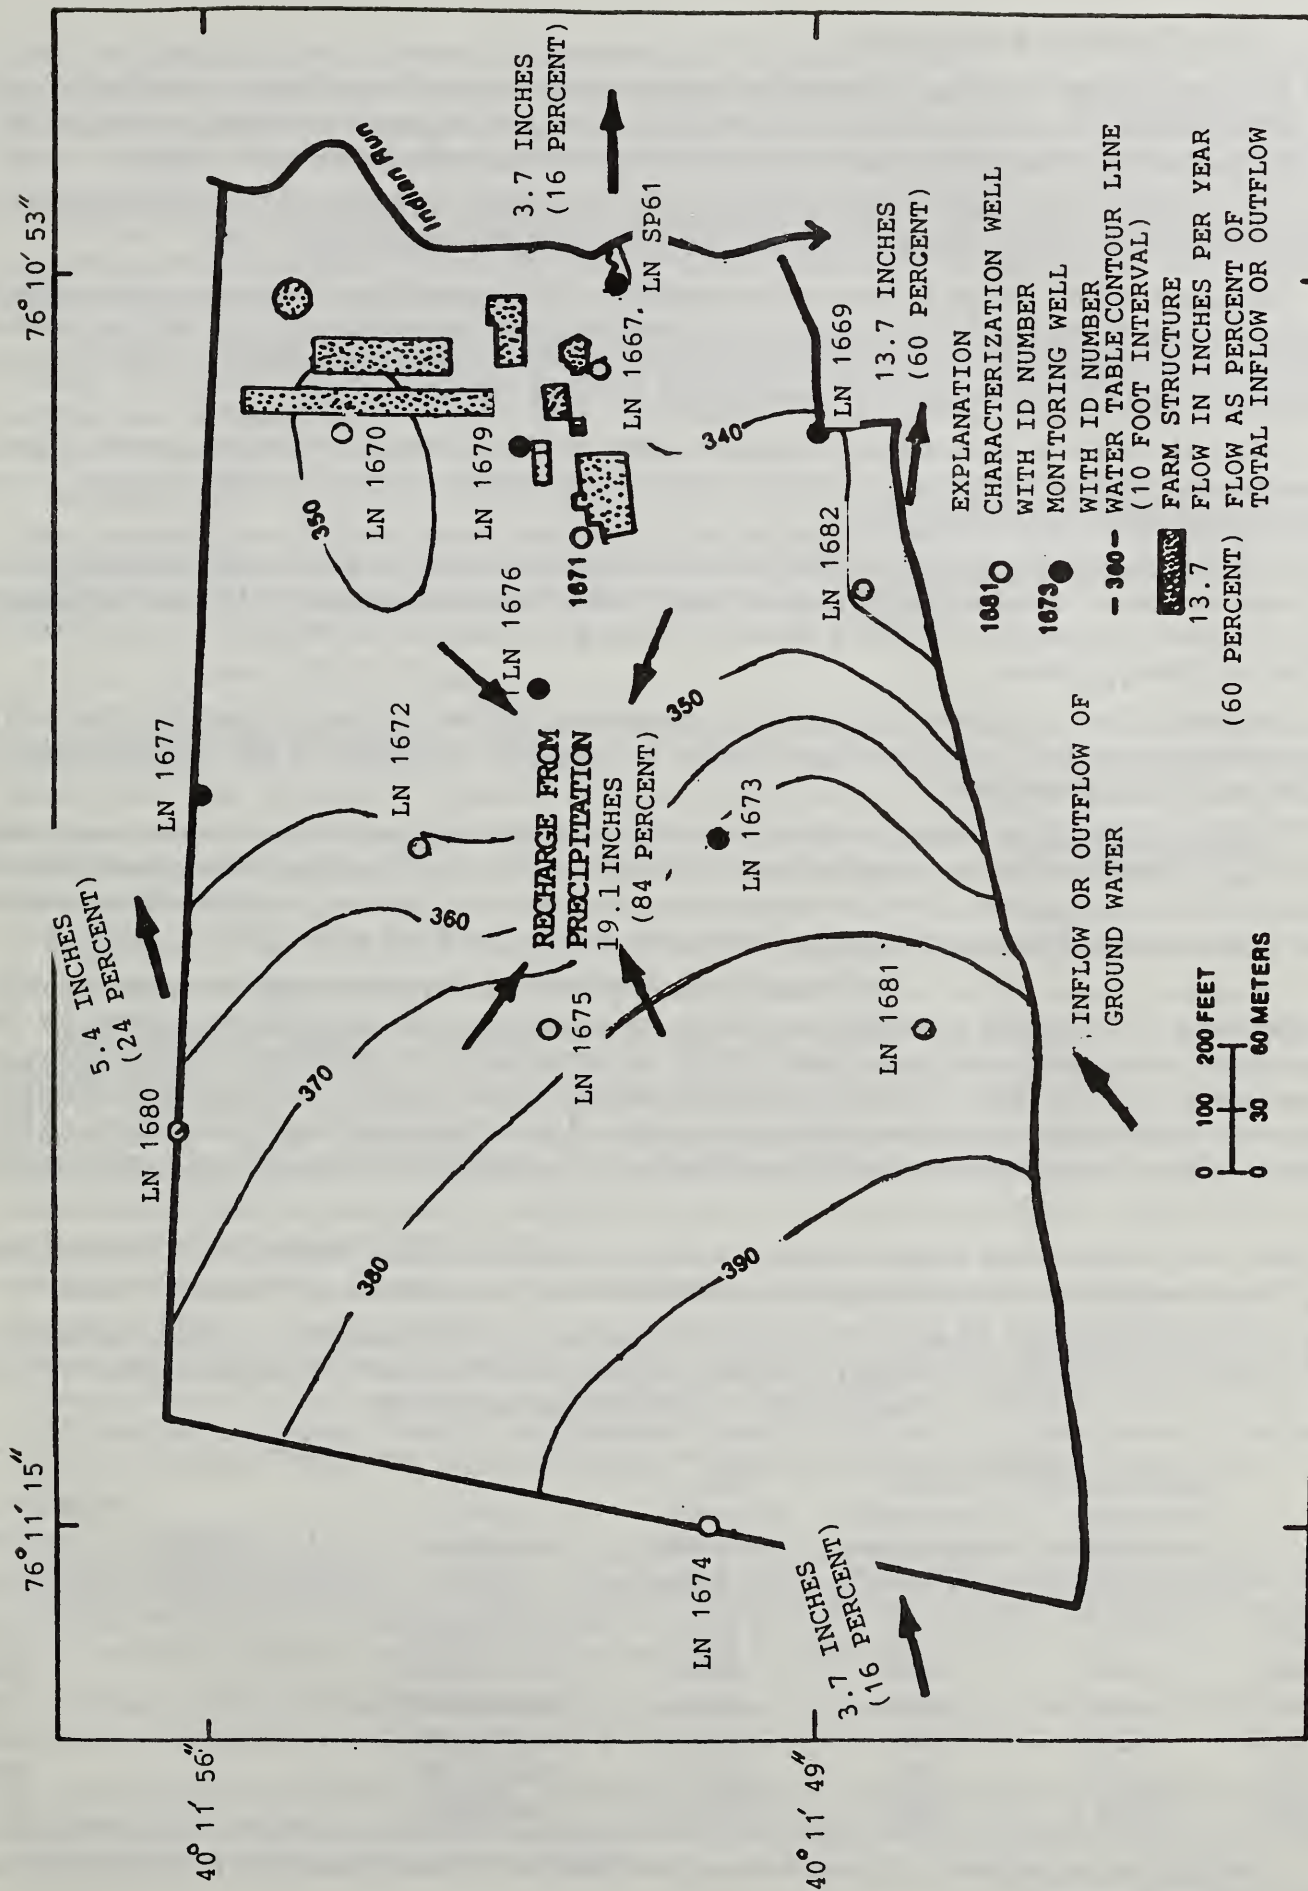 76° 11′ 15″
76° 10′ 53″
40° 11′ 56″
40° 11′ 49″
5.4 INCHES
(24 PERCENT)
LN 1680
LN 1677
Indian Run
3.7 INCHES
(16 PERCENT)
350
LN 1670
LN 1679
LN 1667
LN SP61
LN 1672
LN 1676
1671
360
370
380
RECHARGE FROM
PRECIPITATION
19.1 INCHES
(84 PERCENT)
LN 1675
350
340
LN 1669
LN 1682
13.7 INCHES
(60 PERCENT)
LN 1673
390
LN 1681
LN 1674
3.7 INCHES
(16 PERCENT)
EXPLANATION
1681 CHARACTERIZATION WELL
WITH ID NUMBER
1673 MONITORING WELL
WITH ID NUMBER
— 360 — WATER TABLE CONTOUR LINE
(10 FOOT INTERVAL)
FARM STRUCTURE
13.7 FLOW IN INCHES PER YEAR
(60 PERCENT) FLOW AS PERCENT OF
TOTAL INFLOW OR OUTFLOW
INFLOW OR OUTFLOW OF
GROUND WATER
0 100 200 FEET
0 30 60 METERS